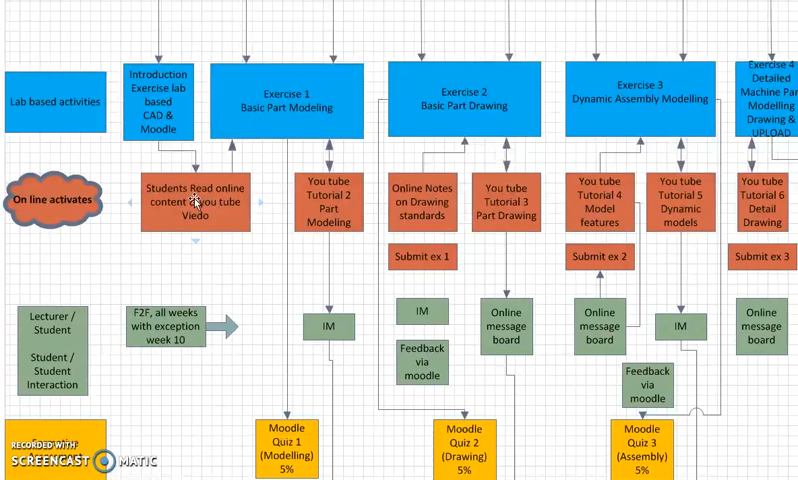 Lab based activities
Introduction
Exercise lab
based
CAD &
Moodle
Exercise 1
Basic Part Modeling
Exercise 2
Basic Part Drawing
Exercise 3
Dynamic Assembly Modelling
Exercise 4
Detailed
Machine Par
Modelling
Drawing &
UPLOAD
On line activates
Students Read online
content or you tube
Viedo
You tube
Tutorial 2
Part
Modeling
Online Notes
on Drawing
standards
You tube
Tutorial 3
Part Drawing
You tube
Tutorial 4
Model
features
You tube
Tutorial 5
Dynamic
models
You tube
Tutorial 6
Detail
Drawing
Submit ex 1
Submit ex 2
Submit ex 3
Lecturer /
Student
Student /
Student
Interaction
F2F, all weeks
with exception
week 10
IM
IM
Feedback
via
moodle
Online
message
board
Online
message
board
IM
Feedback
via
moodle
Online
message
board
Moodle
Quiz 1
(Modelling)
5%
Moodle
Quiz 2
(Drawing)
5%
Moodle
Quiz 3
(Assembly)
5%
RECORDED WITH
SCREENCAST MATIC